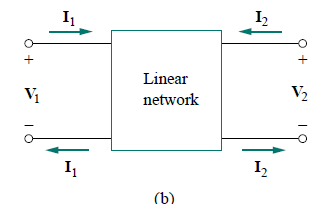 I₁ I₂
+ +
V₁ Linear network V₂
− −
I₁ I₂
(b)